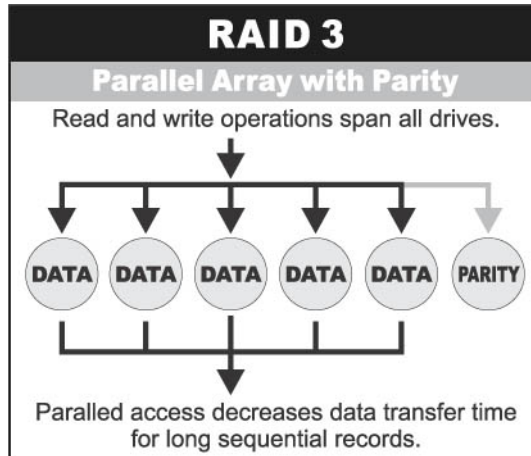 RAID 3
Parallel Array with Parity
Read and write operations span all drives.
DATA DATA DATA DATA DATA PARITY
Paralled access decreases data transfer time
for long sequential records.